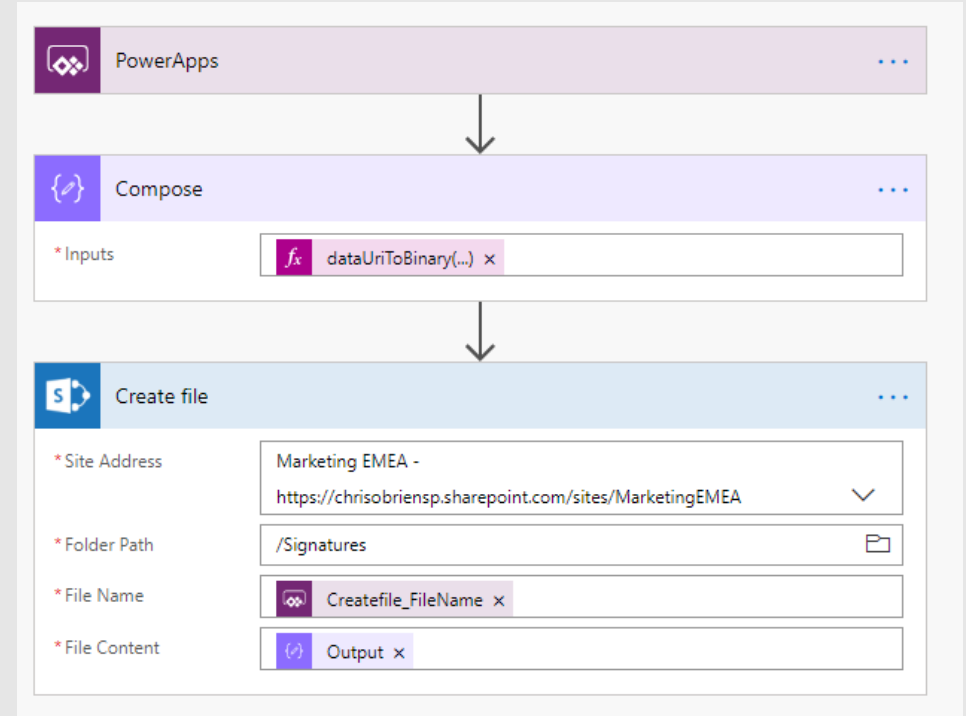 PowerApps
Compose
* Inputs
fx dataUriToBinary(...) ×
Create file
* Site Address
Marketing EMEA -
https://chrisobriensp.sharepoint.com/sites/MarketingEMEA
* Folder Path
/Signatures
* File Name
Createfile_FileName ×
* File Content
Output ×